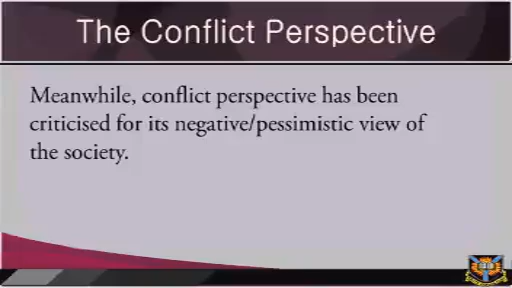 The Conflict Perspective
Meanwhile, conflict perspective has been
criticised for its negative/pessimistic view of
the society.